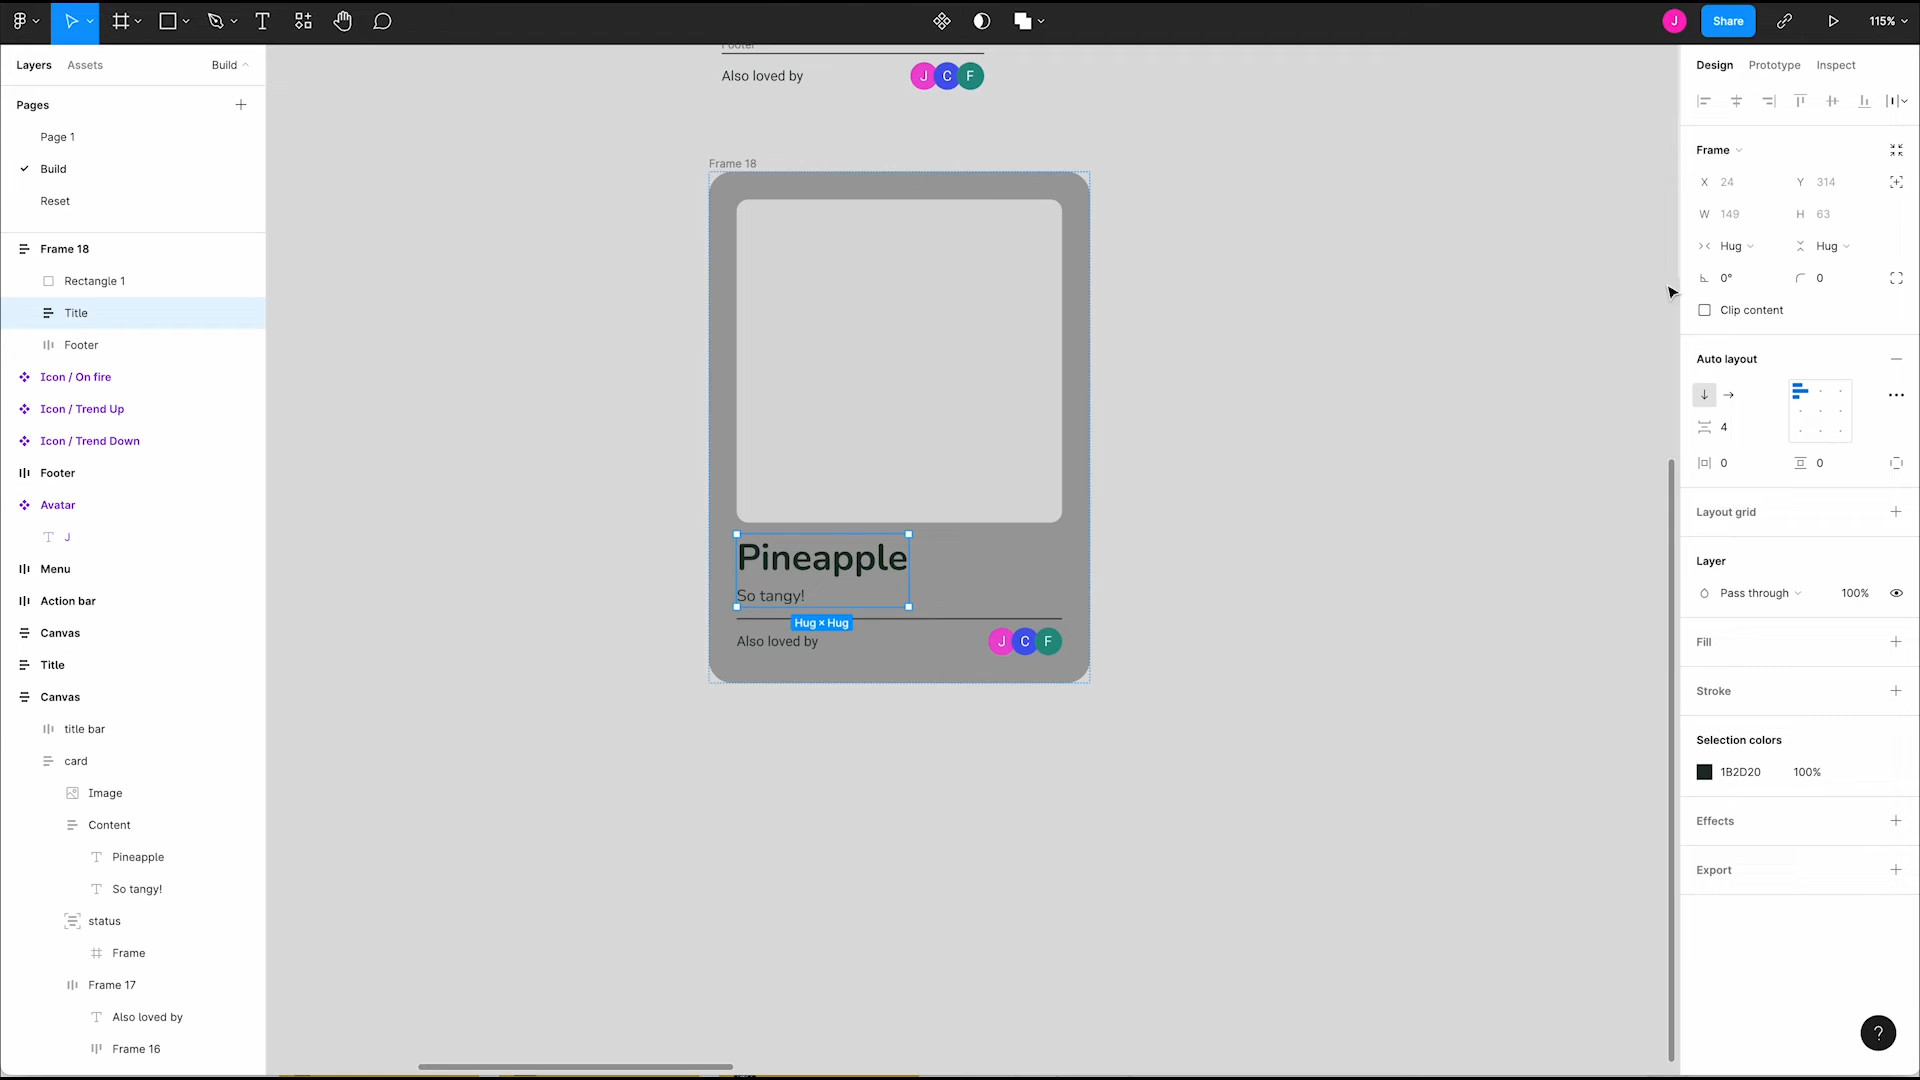 J
Share
115%
Layers
Assets
Build
Pages
Page 1
Build
Reset
Frame 18
Rectangle 1
Title
Footer
Icon / On fire
Icon / Trend Up
Icon / Trend Down
Footer
Avatar
J
Menu
Action bar
Canvas
Title
Canvas
title bar
card
Image
Content
Pineapple
So tangy!
status
Frame
Frame 17
Also loved by
Frame 16
Footer
Also loved by
J C F
Frame 18
Pineapple
So tangy!
Hug × Hug
Also loved by
J C F
Design
Prototype
Inspect
Frame
X 24
Y 314
W 149
H 63
Hug
Hug
0°
0
Clip content
Auto layout
4
0
0
Layout grid
Layer
Pass through
100%
Fill
Stroke
Selection colors
1B2D20
100%
Effects
Export
?